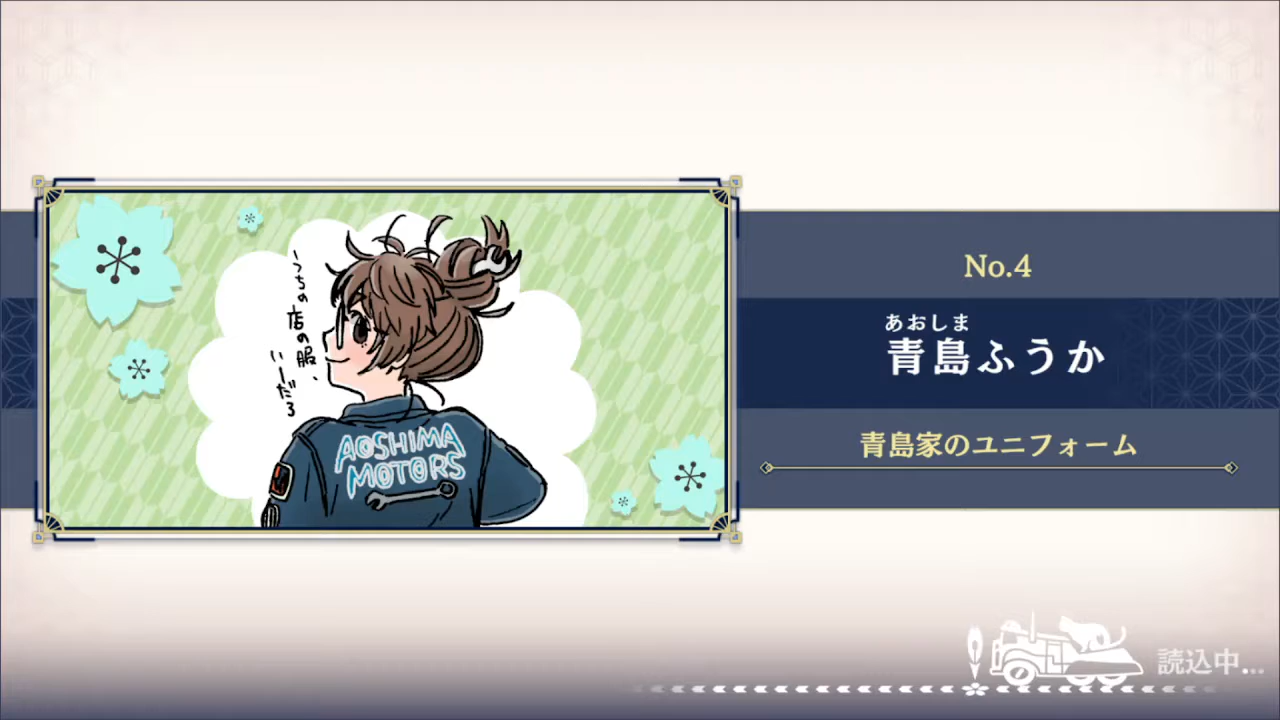 うちの店の服、
いーだろ
AOSHIMA
MOTORS
No.4
あおしま
青島ふうか
青島家のユニフォーム
読込中...